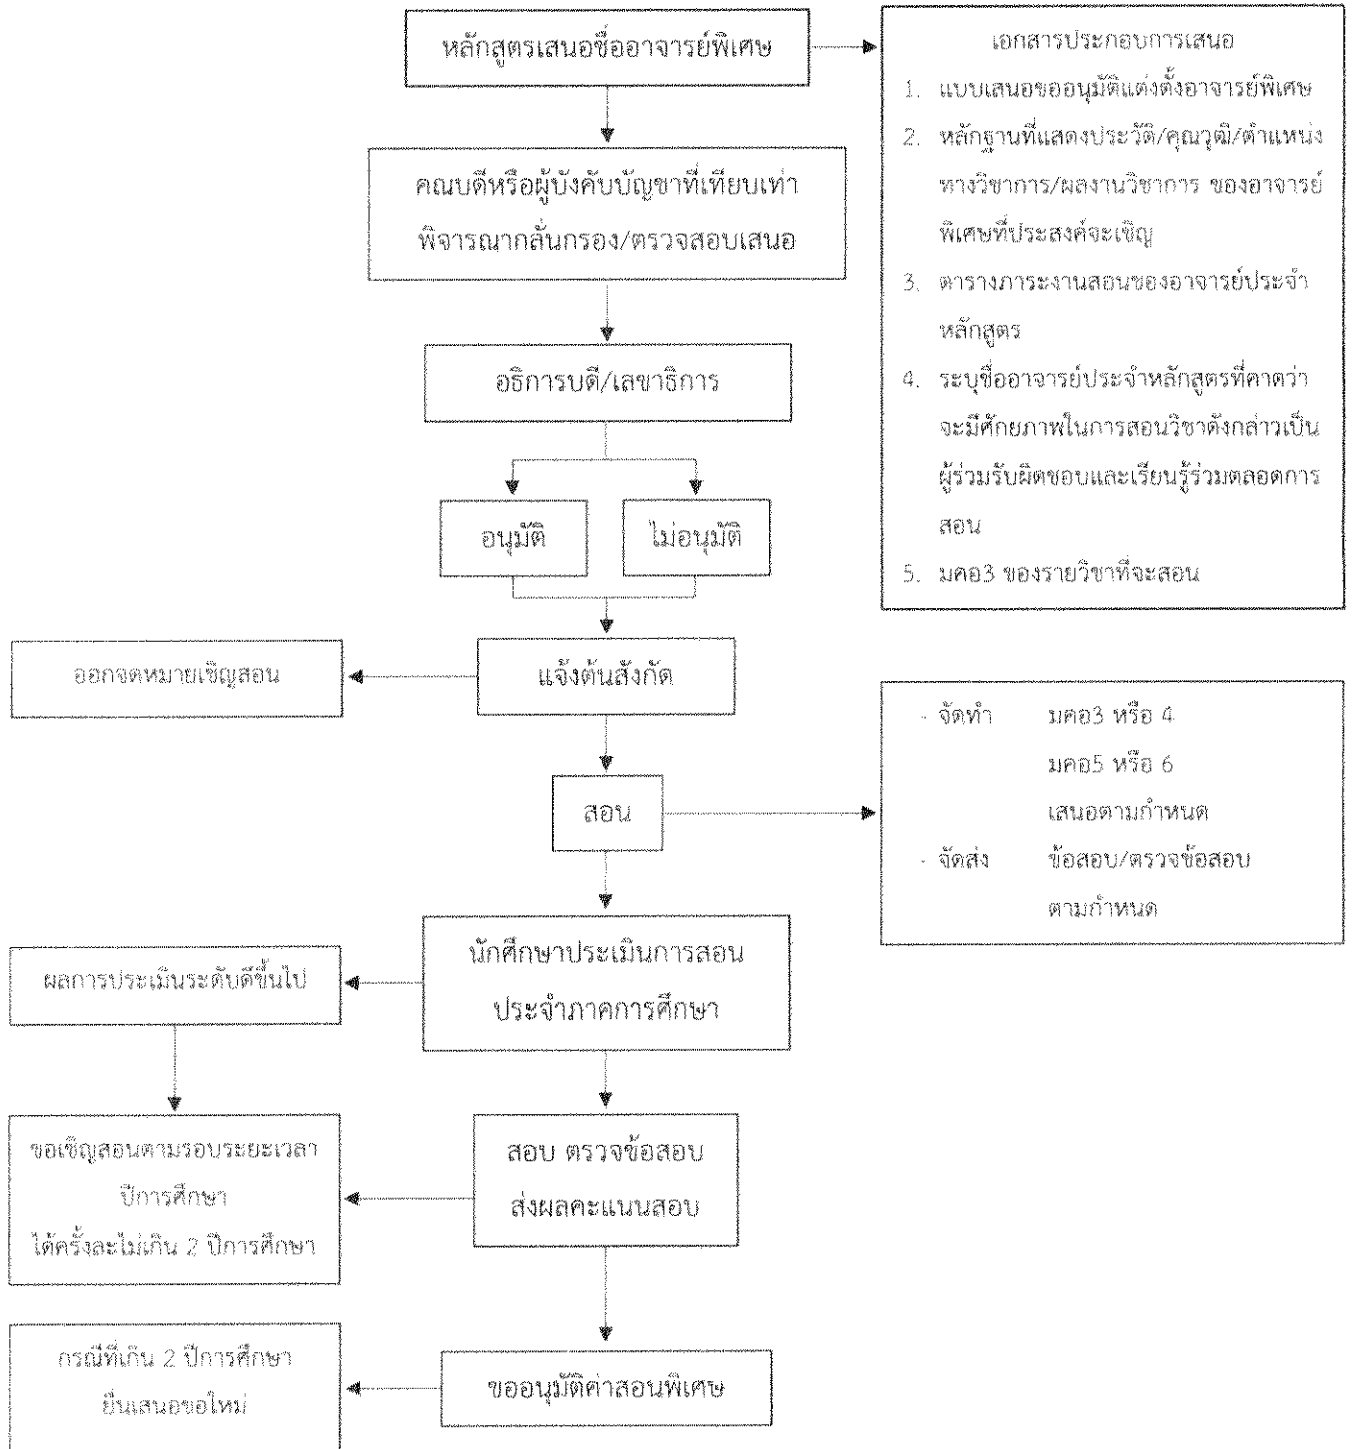 หลักสูตรเสนอชื่ออาจารย์พิเศษ
เอกสารประกอบการเสนอ
1. แบบเสนอขออนุมัติแต่งตั้งอาจารย์พิเศษ
2. หลักฐานที่แสดงประวัติ/คุณวุฒิ/ตำแหน่ง
ทางวิชาการ/ผลงานวิชาการ ของอาจารย์
พิเศษที่ประสงค์จะเชิญ
3. ตารางภาระงานสอนของอาจารย์ประจำ
หลักสูตร
4. ระบุชื่ออาจารย์ประจำหลักสูตรที่คาดว่า
จะมีศักยภาพในการสอนวิชาดังกล่าวเป็น
ผู้ร่วมรับผิดชอบและเรียนรู้ร่วมตลอดการ
สอน
5. มคอ3 ของรายวิชาที่จะสอน
คณบดีหรือผู้บังคับบัญชาที่เทียบเท่า
พิจารณากลั่นกรอง/ตรวจสอบเสนอ
อธิการบดี/เลขาธิการ
อนุมัติ
ไม่อนุมัติ
แจ้งต้นสังกัด
ออกจดหมายเชิญสอน
สอน
- จัดทำ มคอ3 หรือ 4
มคอ5 หรือ 6
เสนอตามกำหนด
- จัดส่ง ข้อสอบ/ตรวจข้อสอบ
ตามกำหนด
นักศึกษาประเมินการสอน
ประจำภาคการศึกษา
ผลการประเมินระดับดีขึ้นไป
สอบ ตรวจข้อสอบ
ส่งผลคะแนนสอบ
ขอเชิญสอนตามรอบระยะเวลา
ปีการศึกษา
ได้ครั้งละไม่เกิน 2 ปีการศึกษา
ขออนุมัติค่าสอนพิเศษ
กรณีที่เกิน 2 ปีการศึกษา
ยื่นเสนอขอใหม่